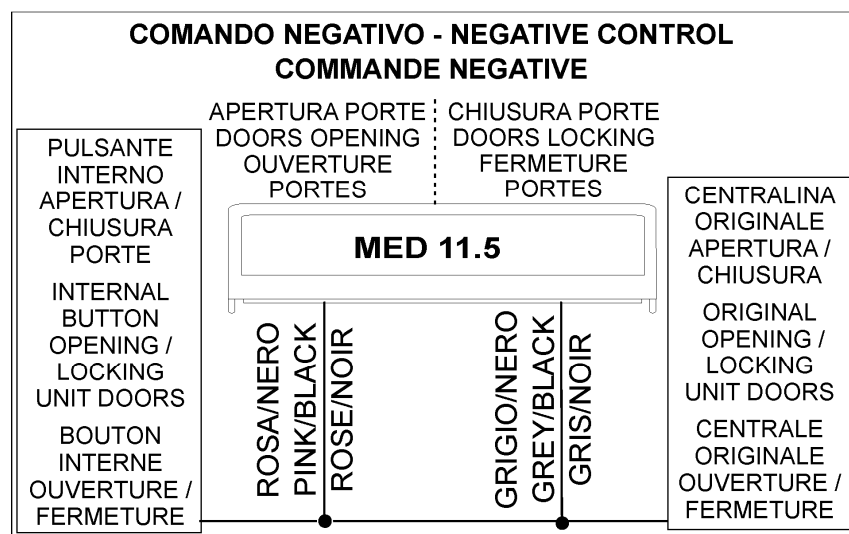 COMANDO NEGATIVO - NEGATIVE CONTROL
COMMANDE NEGATIVE
APERTURA PORTE
DOORS OPENING
OUVERTURE
PORTES
CHIUSURA PORTE
DOORS LOCKING
FERMETURE
PORTES
PULSANTE
INTERNO
APERTURA /
CHIUSURA
PORTE
INTERNAL
BUTTON
OPENING /
LOCKING
UNIT DOORS
BOUTON
INTERNE
OUVERTURE /
FERMETURE
MED 11.5
ROSA/NERO
PINK/BLACK
ROSE/NOIR
GRIGIO/NERO
GREY/BLACK
GRIS/NOIR
CENTRALINA
ORIGINALE
APERTURA /
CHIUSURA
ORIGINAL
OPENING /
LOCKING
UNIT DOORS
CENTRALE
ORIGINALE
OUVERTURE /
FERMETURE